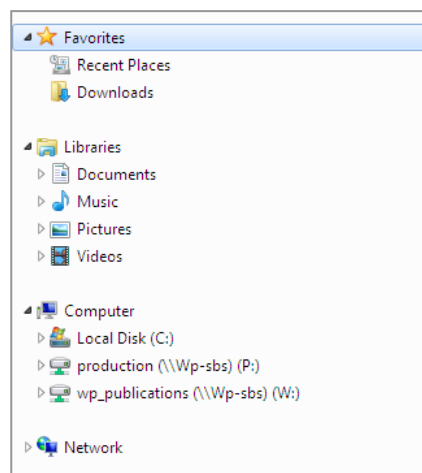 Favorites
Recent Places
Downloads
Libraries
Documents
Music
Pictures
Videos
Computer
Local Disk (C:)
production (\\Wp-sbs) (P:)
wp_publications (\\Wp-sbs) (W:)
Network